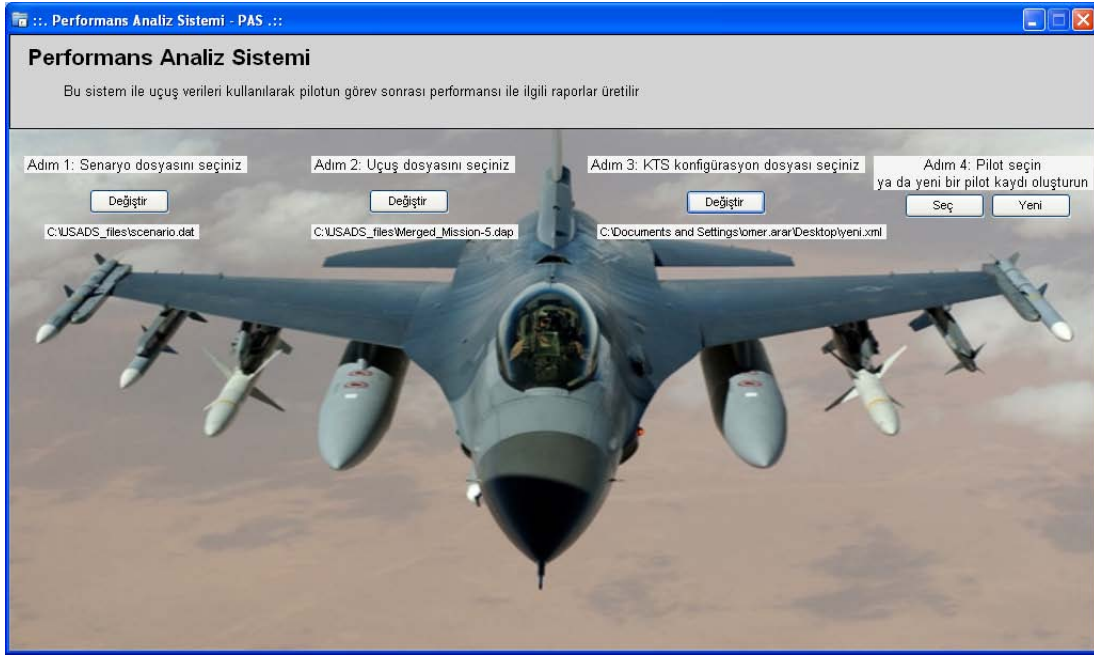 ::. Performans Analiz Sistemi - PAS .::
Performans Analiz Sistemi
Bu sistem ile uçuş verileri kullanılarak pilotun görev sonrası performansı ile ilgili raporlar üretilir
Adım 1: Senaryo dosyasını seçiniz
Değiştir
C:\USADS_files\scenario.dat
Adım 2: Uçuş dosyasını seçiniz
Değiştir
C:\USADS_files\Merged_Mission-5.dap
Adım 3: KTS konfigürasyon dosyası seçiniz
Değiştir
C:\Documents and Settings\omer.arar\Desktop\yeni.xml
Adım 4: Pilot seçin
ya da yeni bir pilot kaydı oluşturun
Seç
Yeni